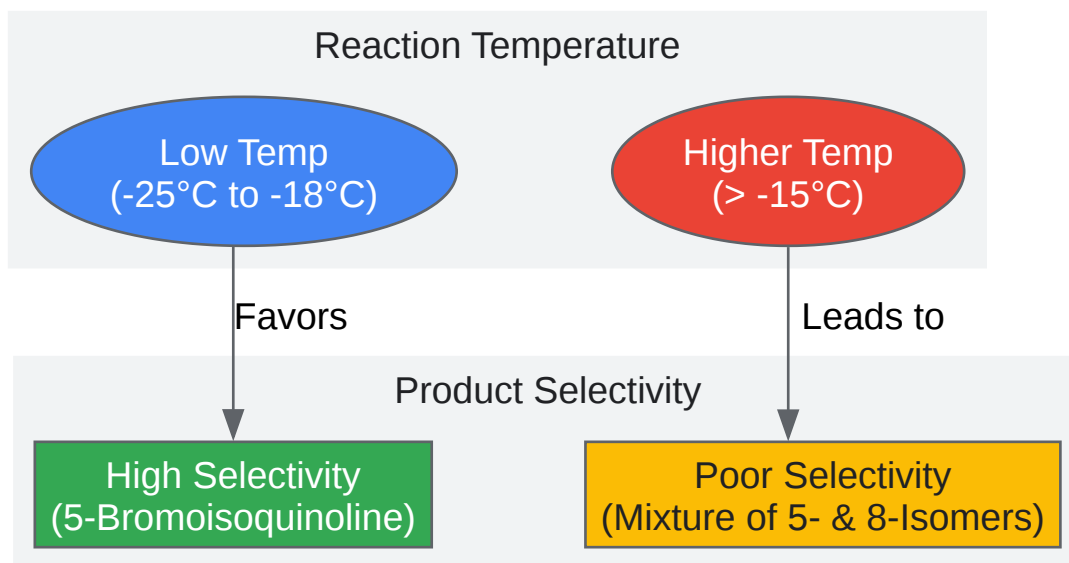 Reaction Temperature
Low Temp
(-25°C to -18°C)
Higher Temp
(> -15°C)
Favors
Leads to
Product Selectivity
High Selectivity
(5-Bromoisoquinoline)
Poor Selectivity
(Mixture of 5- & 8-Isomers)